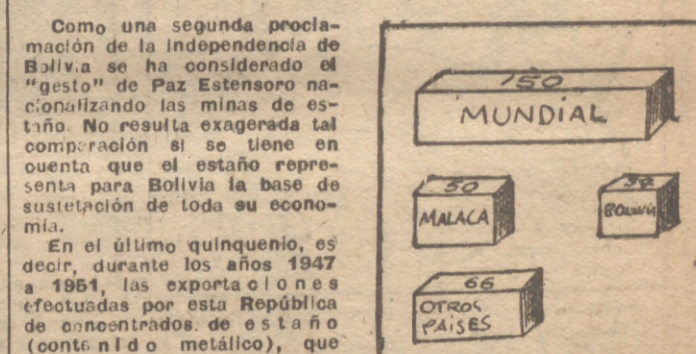 Como una segunda procla-
mación de la Independencia de
Bolivia se ha considerado el
"gesto" de Paz Estensoro na-
cionalizando las minas de es-
taño. No resulta exagerada tal
comparación si se tiene en
cuenta que el estaño repre-
senta para Bolivia la base de
sustetación de toda su econo-
mía.
En el último quinquenio, es
decir, durante los años 1947
a 1951, las exportaciones
efectuadas por esta República
de concentrados de estaño
(contenido metálico), que
150
MUNDIAL
50
MALACA
BOLIVIA
66
OTROS
PAÍSES